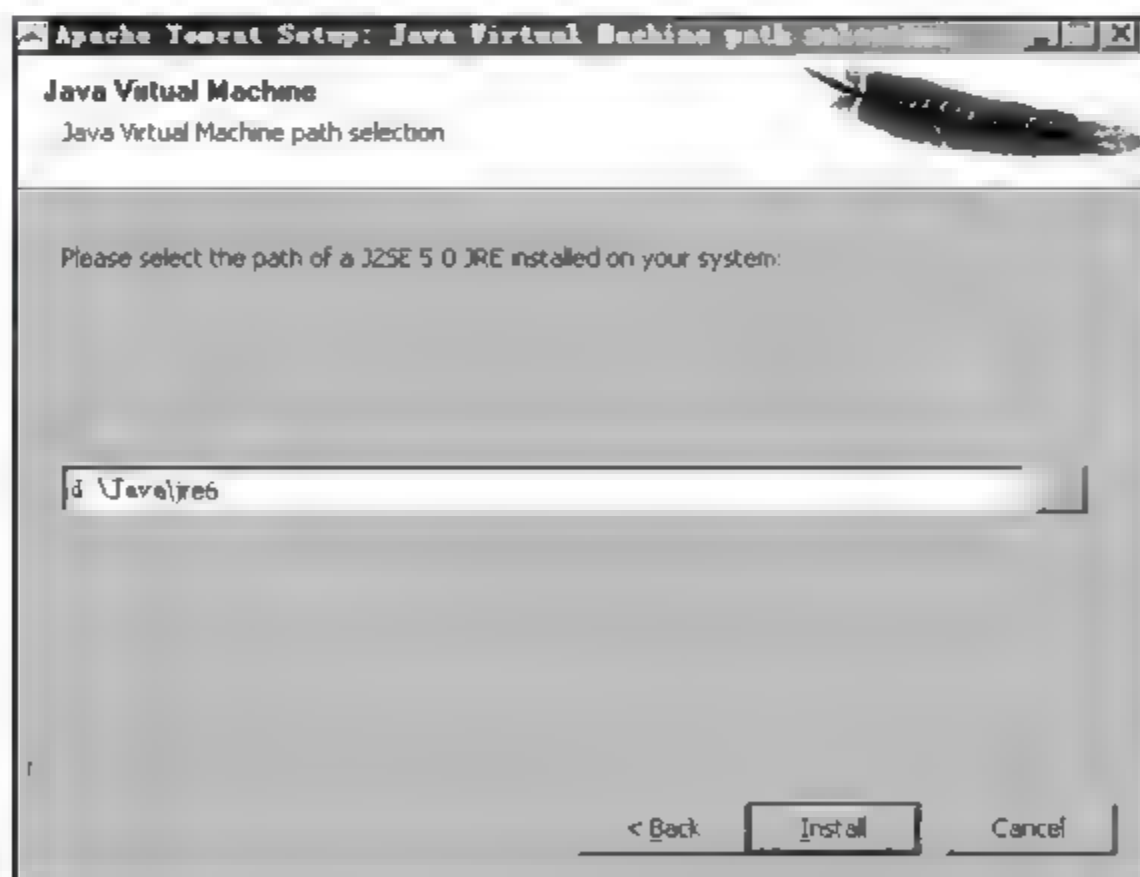 Apache Tomcat Setup: Java Virtual Machine path
Java Virtual Machine
Java Virtual Machine path selection
Please select the path of a J2SE 5.0 JRE installed on your system:
d:\Java\jre6
< Back
Install
Cancel